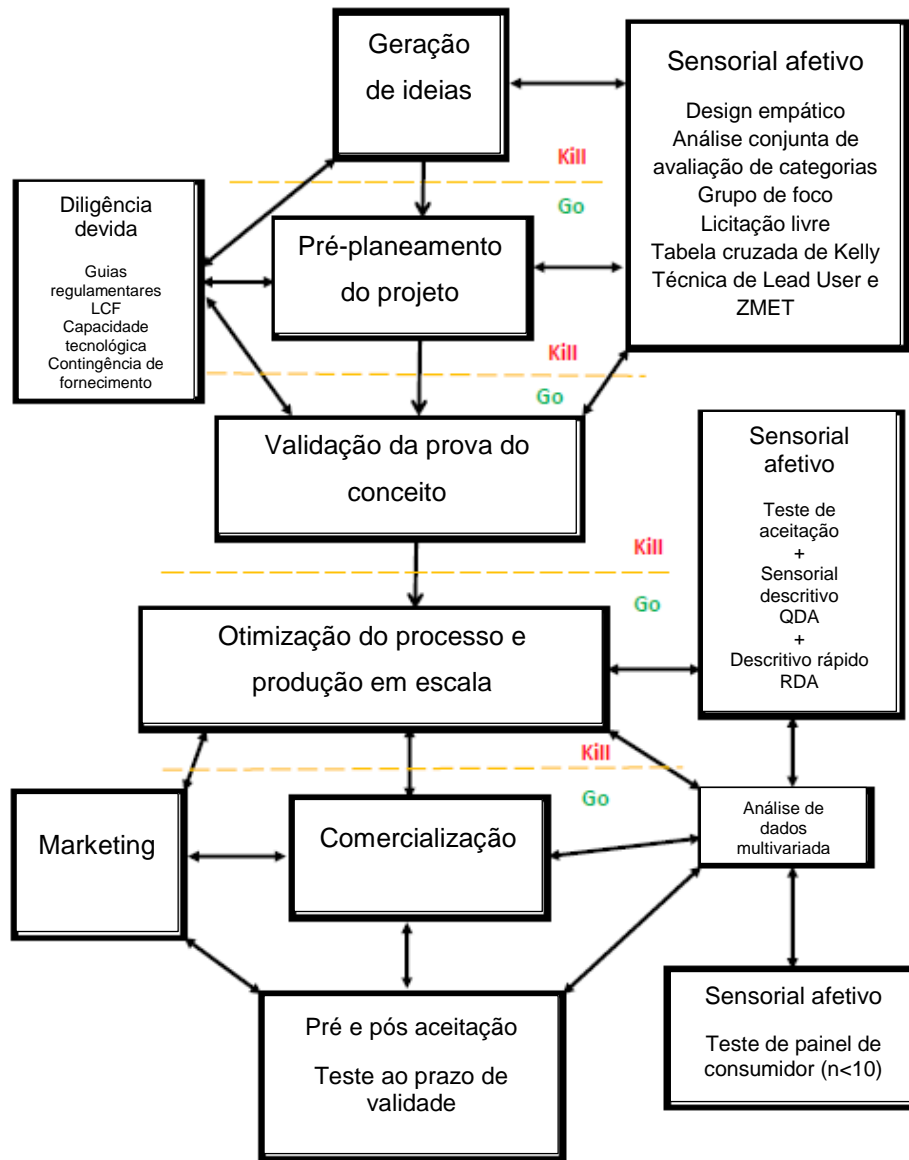 Geração
de ideias
Sensorial afetivo
Design empático
Análise conjunta de
avaliação de categorias
Grupo de foco
Licitação livre
Tabela cruzada de Kelly
Técnica de Lead User e
ZMET
Kill
Go
Diligência
devida
Guias
regulamentares
LCF
Capacidade
tecnológica
Contingência de
fornecimento
Pré-planeamento
do projeto
Kill
Go
Validação da prova do
conceito
Sensorial
afetivo
Teste de
aceitação
+
Sensorial
descritivo
QDA
+
Descritivo rápido
RDA
Kill
Go
Otimização do processo e
produção em escala
Kill
Go
Marketing
Comercialização
Análise de
dados
multivariada
Pré e pós aceitação
Teste ao prazo de
validade
Sensorial afetivo
Teste de painel de
consumidor (n<10)